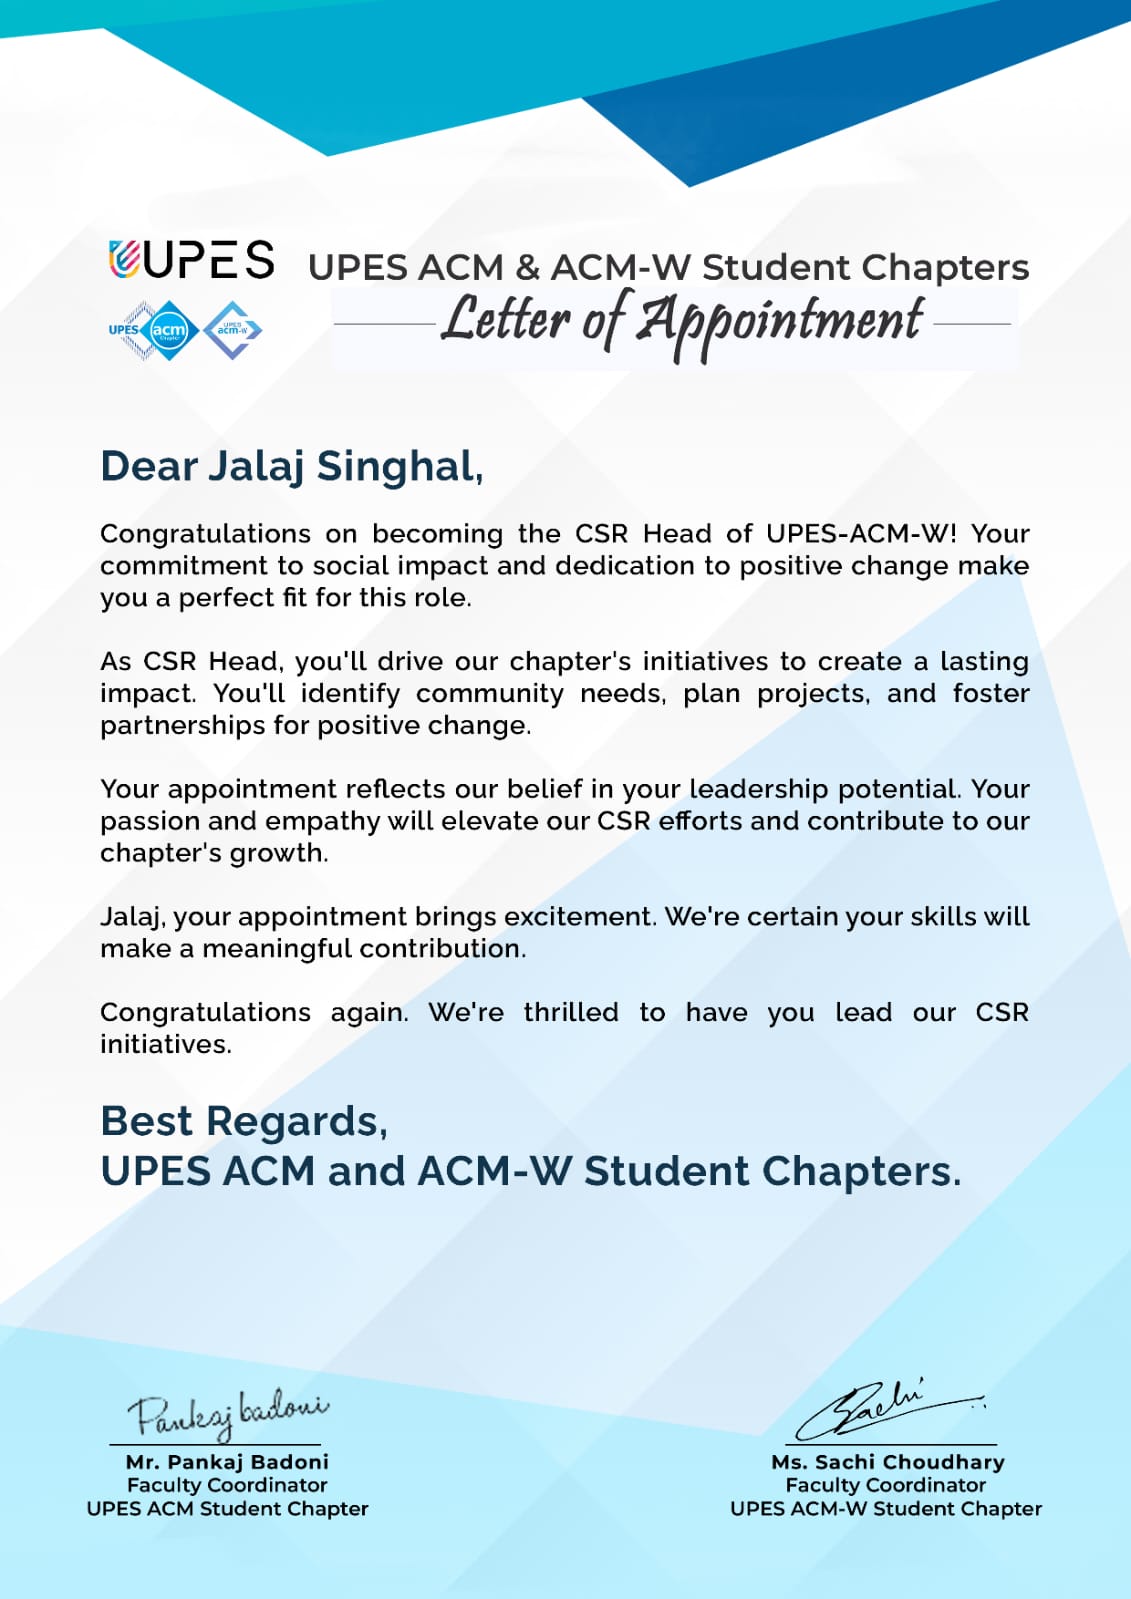 UPES
UPES ACM & ACM-W Student Chapters
Letter of Appointment
UPES acm Chapter
UPES acm-w
Dear Jalaj Singhal,
Congratulations on becoming the CSR Head of UPES-ACM-W! Your
commitment to social impact and dedication to positive change make
you a perfect fit for this role.
As CSR Head, you'll drive our chapter's initiatives to create a lasting
impact. You'll identify community needs, plan projects, and foster
partnerships for positive change.
Your appointment reflects our belief in your leadership potential. Your
passion and empathy will elevate our CSR efforts and contribute to our
chapter's growth.
Jalaj, your appointment brings excitement. We're certain your skills will
make a meaningful contribution.
Congratulations again. We're thrilled to have you lead our CSR
initiatives.
Best Regards,
UPES ACM and ACM-W Student Chapters.
Pankaj badoni
Sachi
Mr. Pankaj Badoni
Faculty Coordinator
UPES ACM Student Chapter
Ms. Sachi Choudhary
Faculty Coordinator
UPES ACM-W Student Chapter